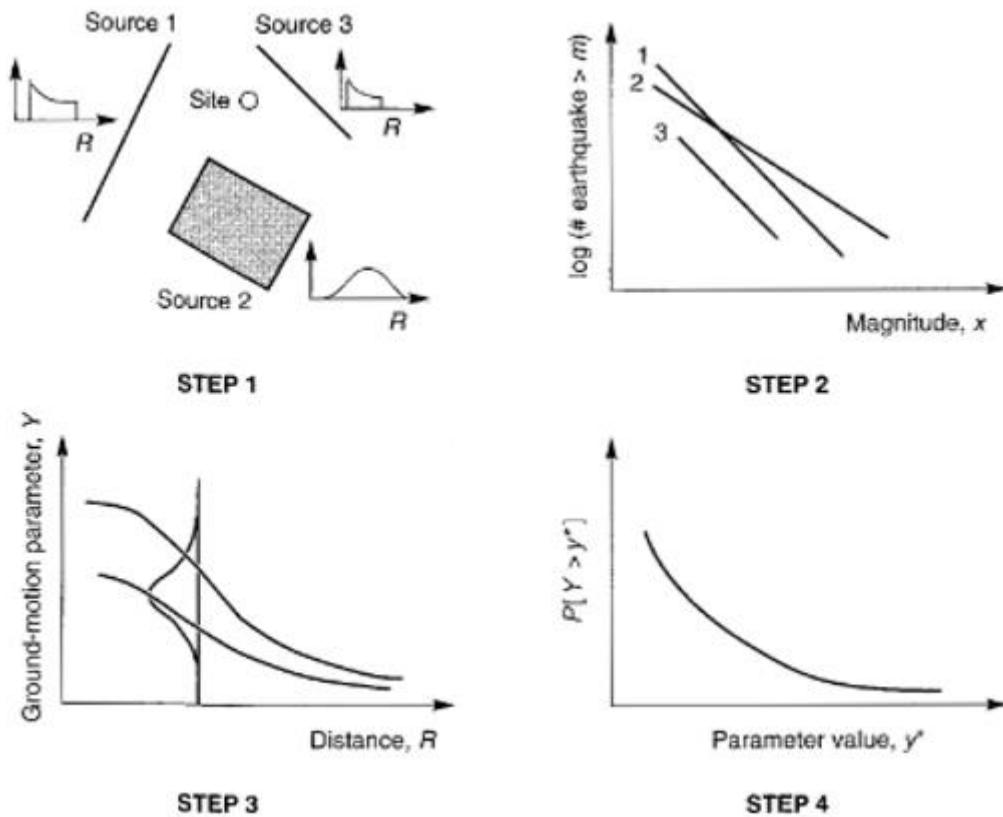 Source 1
Source 3
Site
R
R
Source 2
R
STEP 1
log (# earthquake > m)
1
2
3
Magnitude, x
STEP 2
Ground-motion parameter, Y
Distance, R
STEP 3
P[Y > y*]
Parameter value, y*
STEP 4